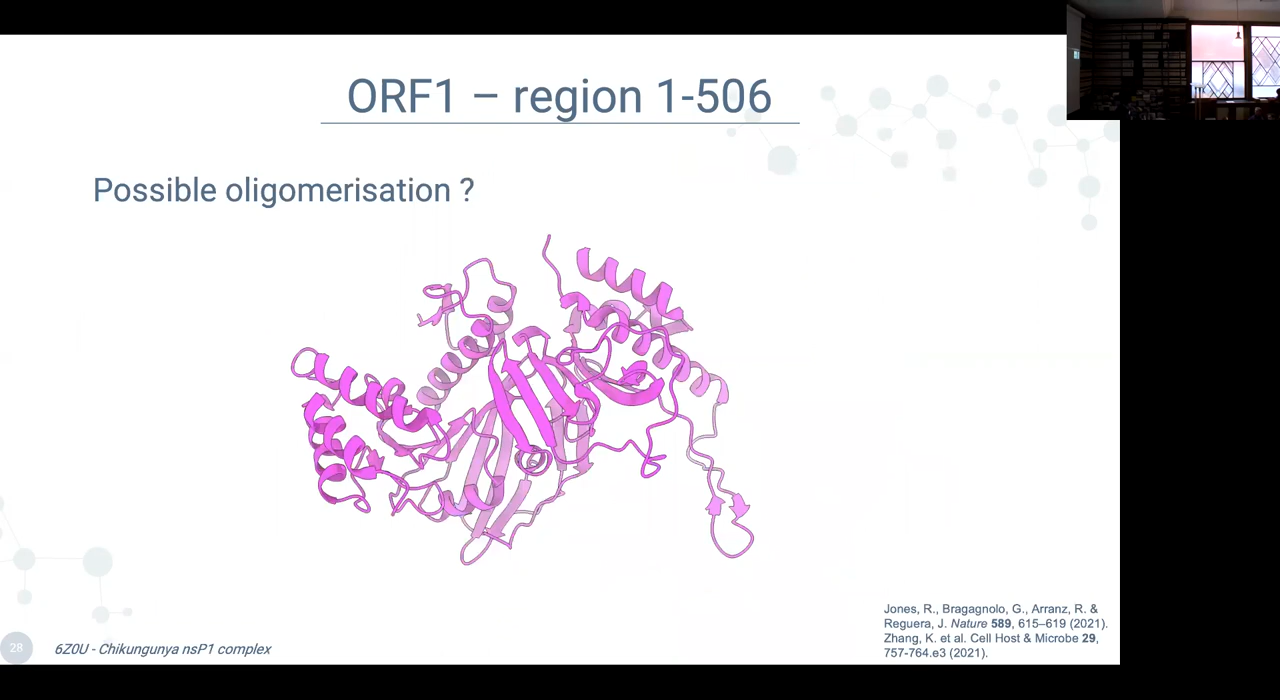 ORF1 – region 1-506
Possible oligomerisation ?
Jones, R., Bragagnolo, G., Arranz, R. &
Reguera, J. Nature 589, 615–619 (2021).
Zhang, K. et al. Cell Host & Microbe 29,
757-764.e3 (2021).
28
6Z0U - Chikungunya nsP1 complex